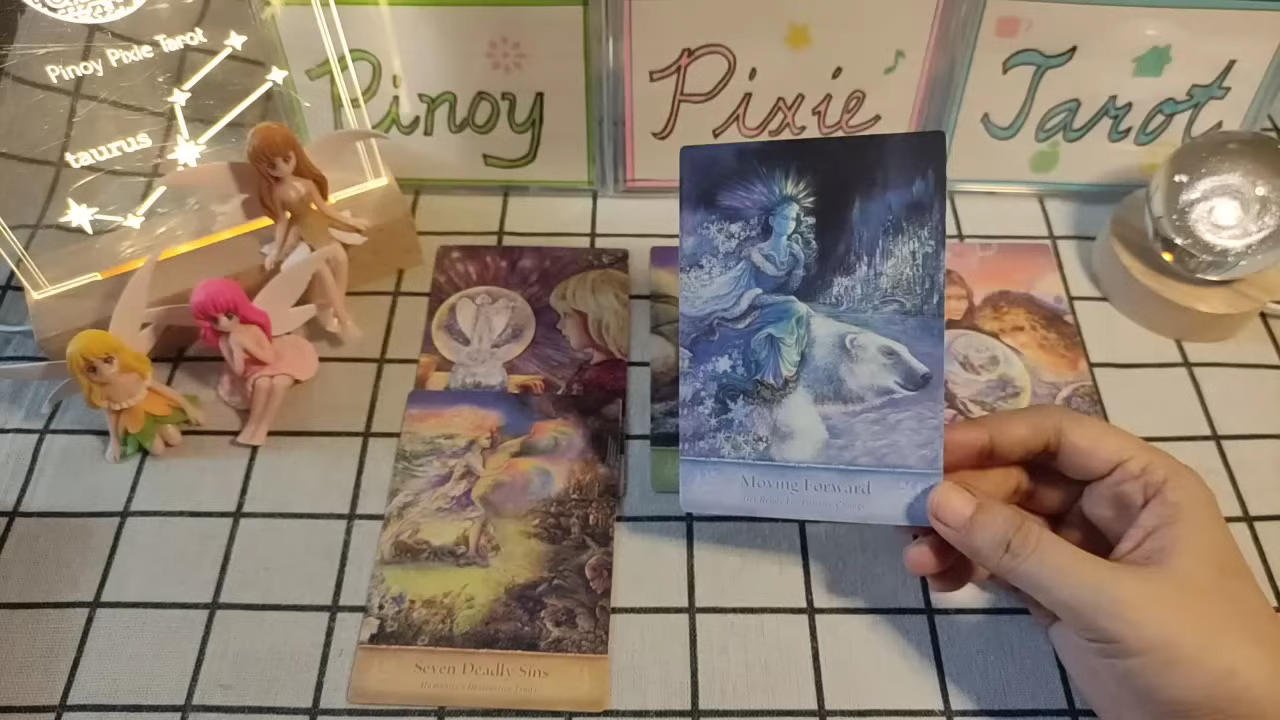 Pinoy Pixie Tarot
taurus
Pinoy
Pixie
Tarot
Moving Forward
Seven Deadly Sins